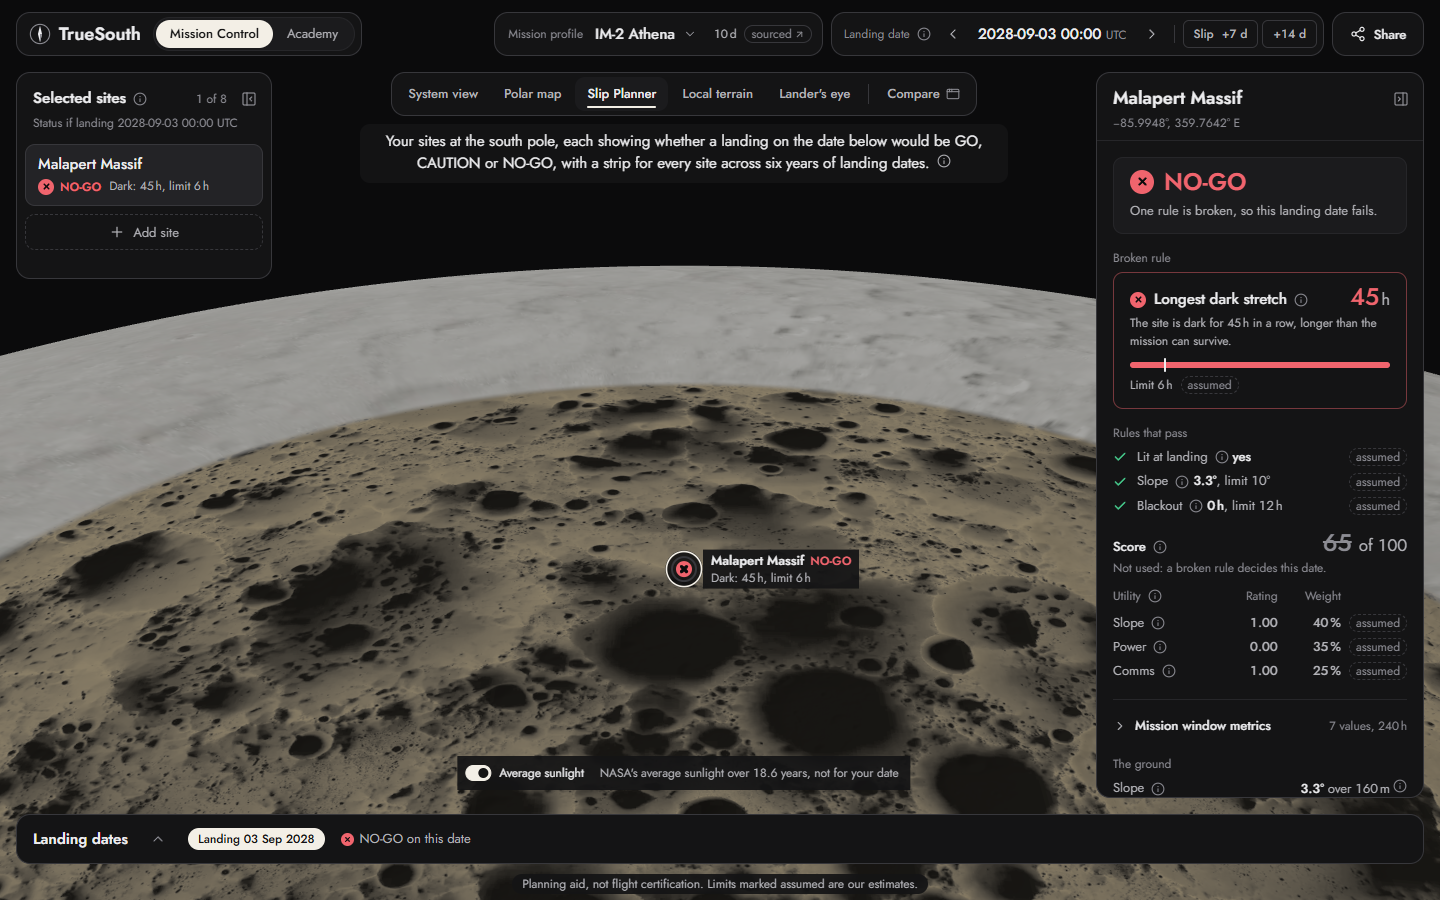 TrueSouth
Mission Control
Academy
Mission profile IM-2 Athena 10 d sourced ↗
Landing date 2028-09-03 00:00 UTC
Slip +7 d +14 d
Share
Selected sites 1 of 8
Status if landing 2028-09-03 00:00 UTC
Malapert Massif
NO-GO Dark: 45 h, limit 6 h
+ Add site
System view Polar map Slip Planner Local terrain Lander's eye Compare
Your sites at the south pole, each showing whether a landing on the date below would be GO,
CAUTION or NO-GO, with a strip for every site across six years of landing dates.
Malapert Massif
−85.9948°, 359.7642° E
NO-GO
One rule is broken, so this landing date fails.
Broken rule
Longest dark stretch 45 h
The site is dark for 45 h in a row, longer than the
mission can survive.
Limit 6 h assumed
Rules that pass
Lit at landing yes assumed
Slope 3.3°, limit 10° assumed
Blackout 0 h, limit 12 h assumed
Score 65 of 100
Not used: a broken rule decides this date.
Utility Rating Weight
Slope 1.00 40 % assumed
Power 0.00 35 % assumed
Comms 1.00 25 % assumed
Mission window metrics 7 values, 240 h
The ground
Slope 3.3° over 160 m
Malapert Massif NO-GO
Dark: 45 h, limit 6 h
Average sunlight NASA's average sunlight over 18.6 years, not for your date
Landing dates Landing 03 Sep 2028 NO-GO on this date
Planning aid, not flight certification. Limits marked assumed are our estimates.